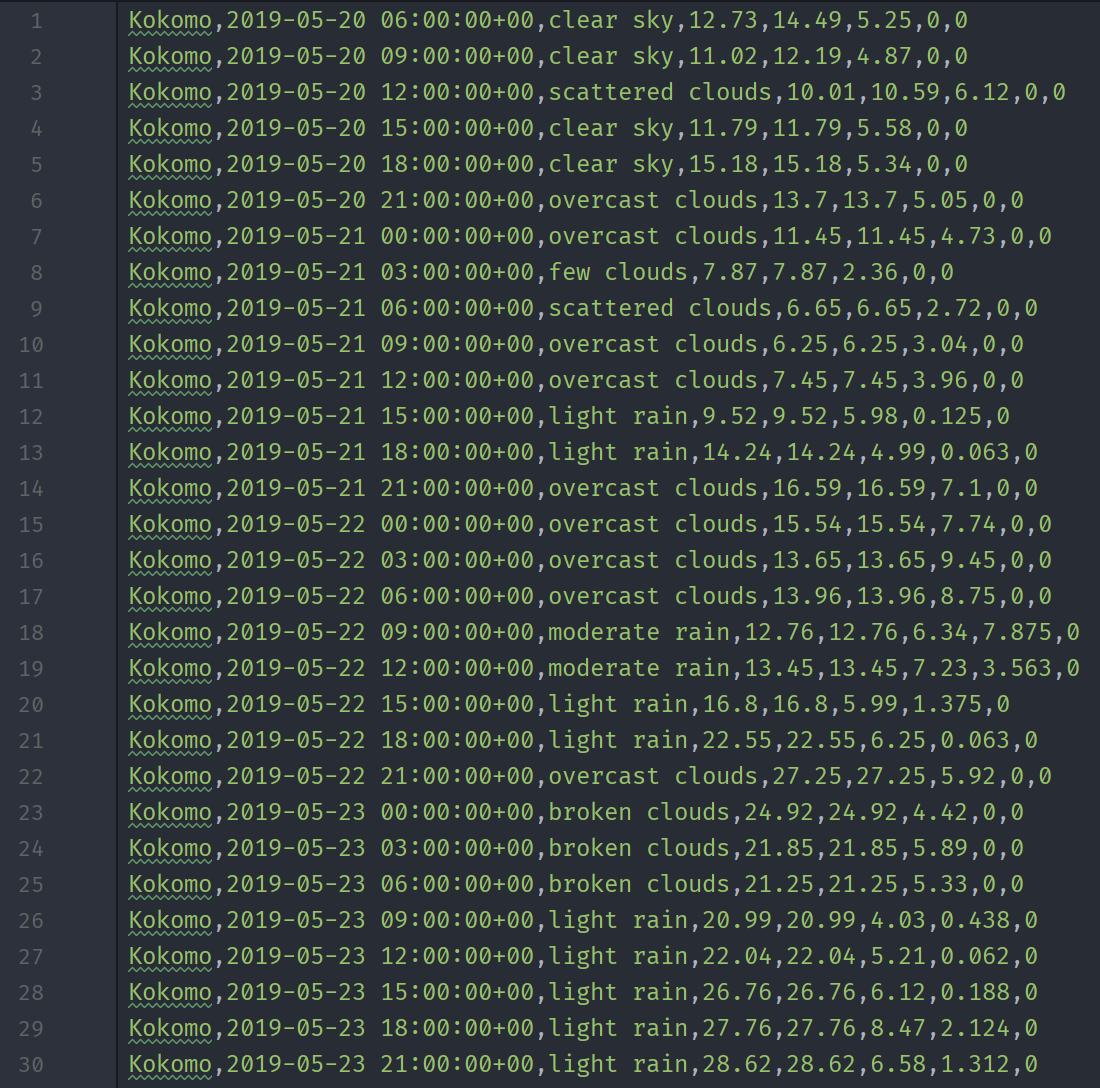 1 Kokomo,2019-05-20 06:00:00+00,clear sky,12.73,14.49,5.25,0,0
2 Kokomo,2019-05-20 09:00:00+00,clear sky,11.02,12.19,4.87,0,0
3 Kokomo,2019-05-20 12:00:00+00,scattered clouds,10.01,10.59,6.12,0,0
4 Kokomo,2019-05-20 15:00:00+00,clear sky,11.79,11.79,5.58,0,0
5 Kokomo,2019-05-20 18:00:00+00,clear sky,15.18,15.18,5.34,0,0
6 Kokomo,2019-05-20 21:00:00+00,overcast clouds,13.7,13.7,5.05,0,0
7 Kokomo,2019-05-21 00:00:00+00,overcast clouds,11.45,11.45,4.73,0,0
8 Kokomo,2019-05-21 03:00:00+00,few clouds,7.87,7.87,2.36,0,0
9 Kokomo,2019-05-21 06:00:00+00,scattered clouds,6.65,6.65,2.72,0,0
10 Kokomo,2019-05-21 09:00:00+00,overcast clouds,6.25,6.25,3.04,0,0
11 Kokomo,2019-05-21 12:00:00+00,overcast clouds,7.45,7.45,3.96,0,0
12 Kokomo,2019-05-21 15:00:00+00,light rain,9.52,9.52,5.98,0.125,0
13 Kokomo,2019-05-21 18:00:00+00,light rain,14.24,14.24,4.99,0.063,0
14 Kokomo,2019-05-21 21:00:00+00,overcast clouds,16.59,16.59,7.1,0,0
15 Kokomo,2019-05-22 00:00:00+00,overcast clouds,15.54,15.54,7.74,0,0
16 Kokomo,2019-05-22 03:00:00+00,overcast clouds,13.65,13.65,9.45,0,0
17 Kokomo,2019-05-22 06:00:00+00,overcast clouds,13.96,13.96,8.75,0,0
18 Kokomo,2019-05-22 09:00:00+00,moderate rain,12.76,12.76,6.34,7.875,0
19 Kokomo,2019-05-22 12:00:00+00,moderate rain,13.45,13.45,7.23,3.563,0
20 Kokomo,2019-05-22 15:00:00+00,light rain,16.8,16.8,5.99,1.375,0
21 Kokomo,2019-05-22 18:00:00+00,light rain,22.55,22.55,6.25,0.063,0
22 Kokomo,2019-05-22 21:00:00+00,overcast clouds,27.25,27.25,5.92,0,0
23 Kokomo,2019-05-23 00:00:00+00,broken clouds,24.92,24.92,4.42,0,0
24 Kokomo,2019-05-23 03:00:00+00,broken clouds,21.85,21.85,5.89,0,0
25 Kokomo,2019-05-23 06:00:00+00,broken clouds,21.25,21.25,5.33,0,0
26 Kokomo,2019-05-23 09:00:00+00,light rain,20.99,20.99,4.03,0.438,0
27 Kokomo,2019-05-23 12:00:00+00,light rain,22.04,22.04,5.21,0.062,0
28 Kokomo,2019-05-23 15:00:00+00,light rain,26.76,26.76,6.12,0.188,0
29 Kokomo,2019-05-23 18:00:00+00,light rain,27.76,27.76,8.47,2.124,0
30 Kokomo,2019-05-23 21:00:00+00,light rain,28.62,28.62,6.58,1.312,0